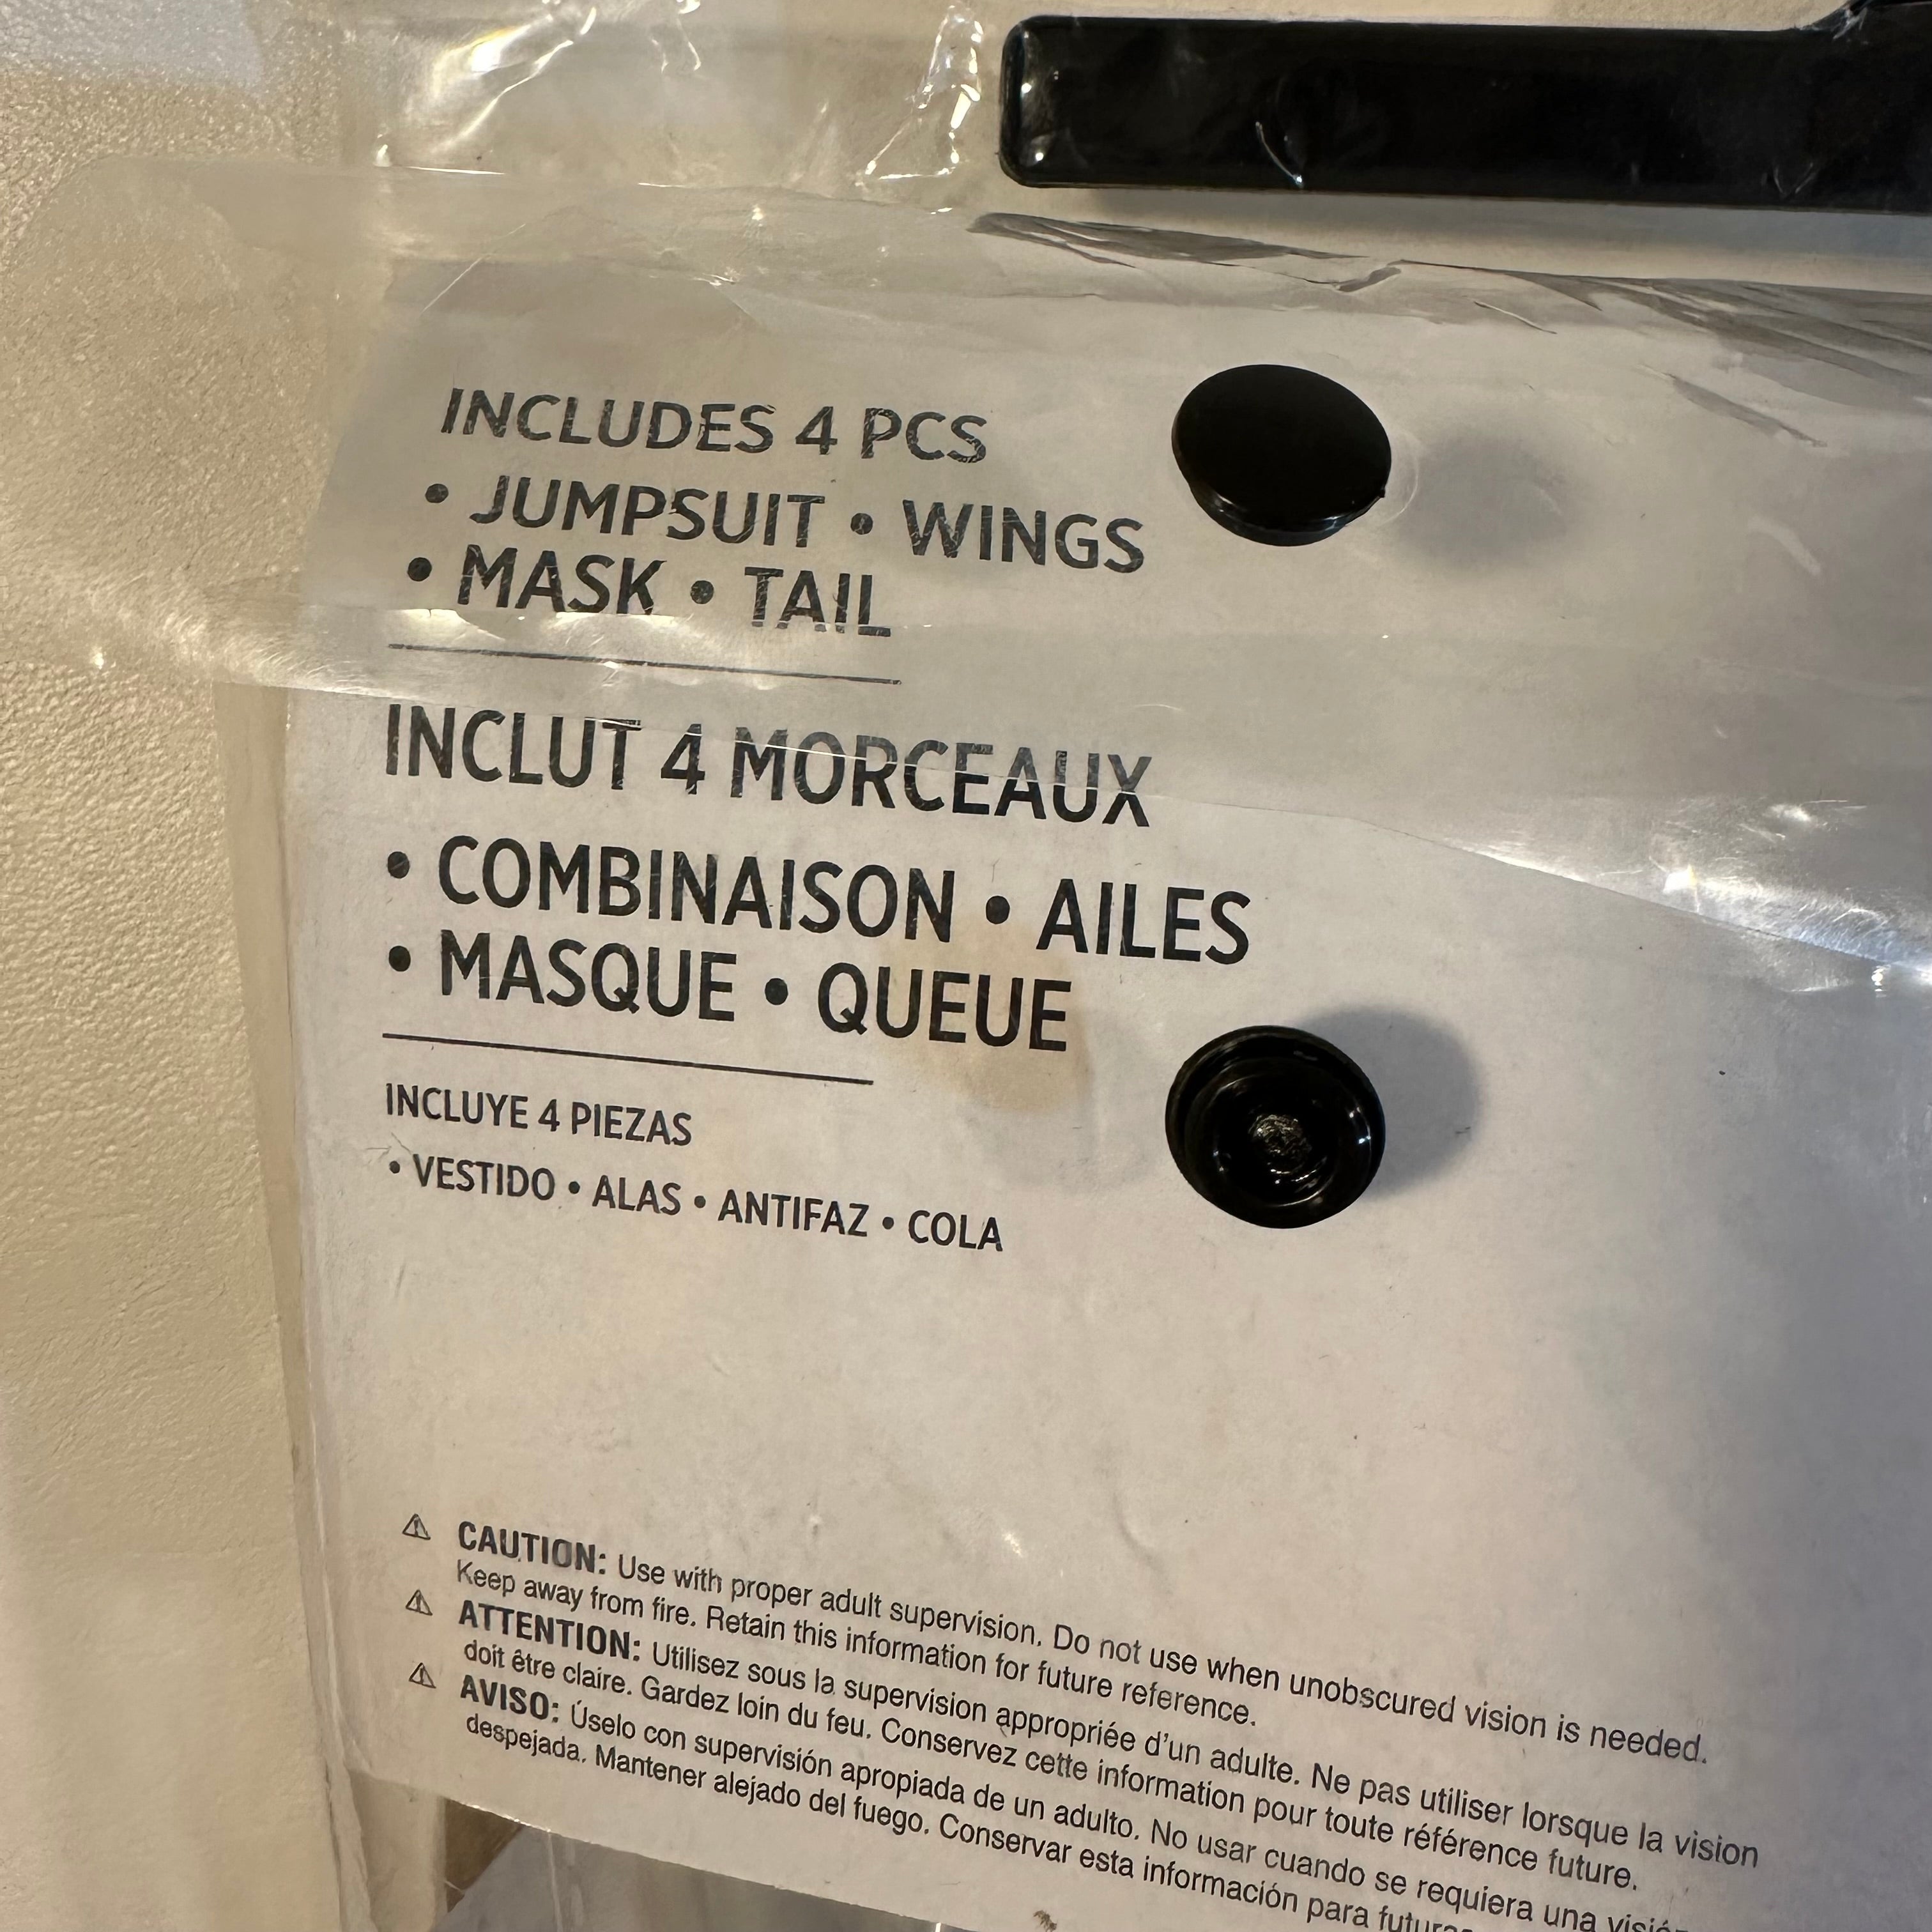 INCLUDES 4 PCS
• JUMPSUIT • WINGS
• MASK • TAIL
INCLUT 4 MORCEAUX
• COMBINAISON • AILES
• MASQUE • QUEUE
INCLUYE 4 PIEZAS
• VESTIDO • ALAS • ANTIFAZ • COLA
⚠ CAUTION: Use with proper adult supervision. Do not use when unobscured vision is needed.
Keep away from fire. Retain this information for future reference.
⚠ ATTENTION: Utilisez sous la supervision appropriée d'un adulte. Ne pas utiliser lorsque la vision
doit être claire. Gardez loin du feu. Conservez cette information pour toute référence future.
⚠ AVISO: Úselo con supervisión apropiada de un adulto. No usar cuando se requiera una
despejada. Mantener alejado del fuego. Conservar esta información para